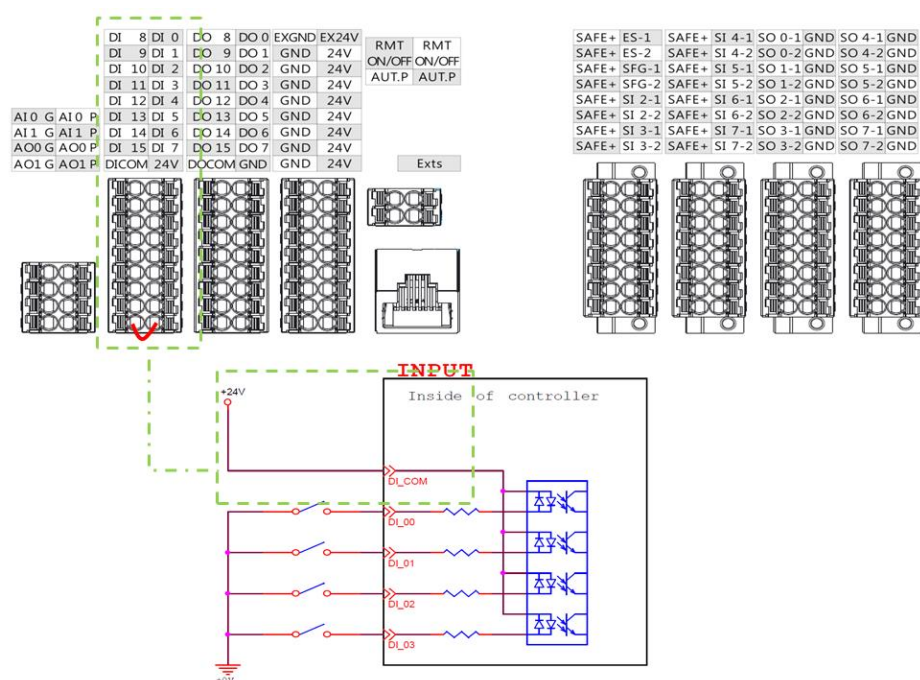 DI 8 DI 0 DO 8 DO 0 EXGND EX24V
DI 9 DI 1 DO 9 DO 1 GND 24V
DI 10 DI 2 DO 10 DO 2 GND 24V
DI 11 DI 3 DO 11 DO 3 GND 24V
DI 12 DI 4 DO 12 DO 4 GND 24V
AI 0 G AI 0 P DI 13 DI 5 DO 13 DO 5 GND 24V
AI 1 G AI 1 P DI 14 DI 6 DO 14 DO 6 GND 24V
AO0 G AO0 P DI 15 DI 7 DO 15 DO 7 GND 24V
AO1 G AO1 P DICOM 24V DOCOM GND GND 24V
RMT RMT
ON/OFF ON/OFF
AUT.P AUT.P
Exts
SAFE+ ES-1 SAFE+ SI 4-1 SO 0-1 GND SO 4-1 GND
SAFE+ ES-2 SAFE+ SI 4-2 SO 0-2 GND SO 4-2 GND
SAFE+ SFG-1 SAFE+ SI 5-1 SO 1-1 GND SO 5-1 GND
SAFE+ SFG-2 SAFE+ SI 5-2 SO 1-2 GND SO 5-2 GND
SAFE+ SI 2-1 SAFE+ SI 6-1 SO 2-1 GND SO 6-1 GND
SAFE+ SI 2-2 SAFE+ SI 6-2 SO 2-2 GND SO 6-2 GND
SAFE+ SI 3-1 SAFE+ SI 7-1 SO 3-1 GND SO 7-1 GND
SAFE+ SI 3-2 SAFE+ SI 7-2 SO 3-2 GND SO 7-2 GND
INPUT
+24V
Inside of controller
DI_COM
DI_00
DI_01
DI_02
DI_03